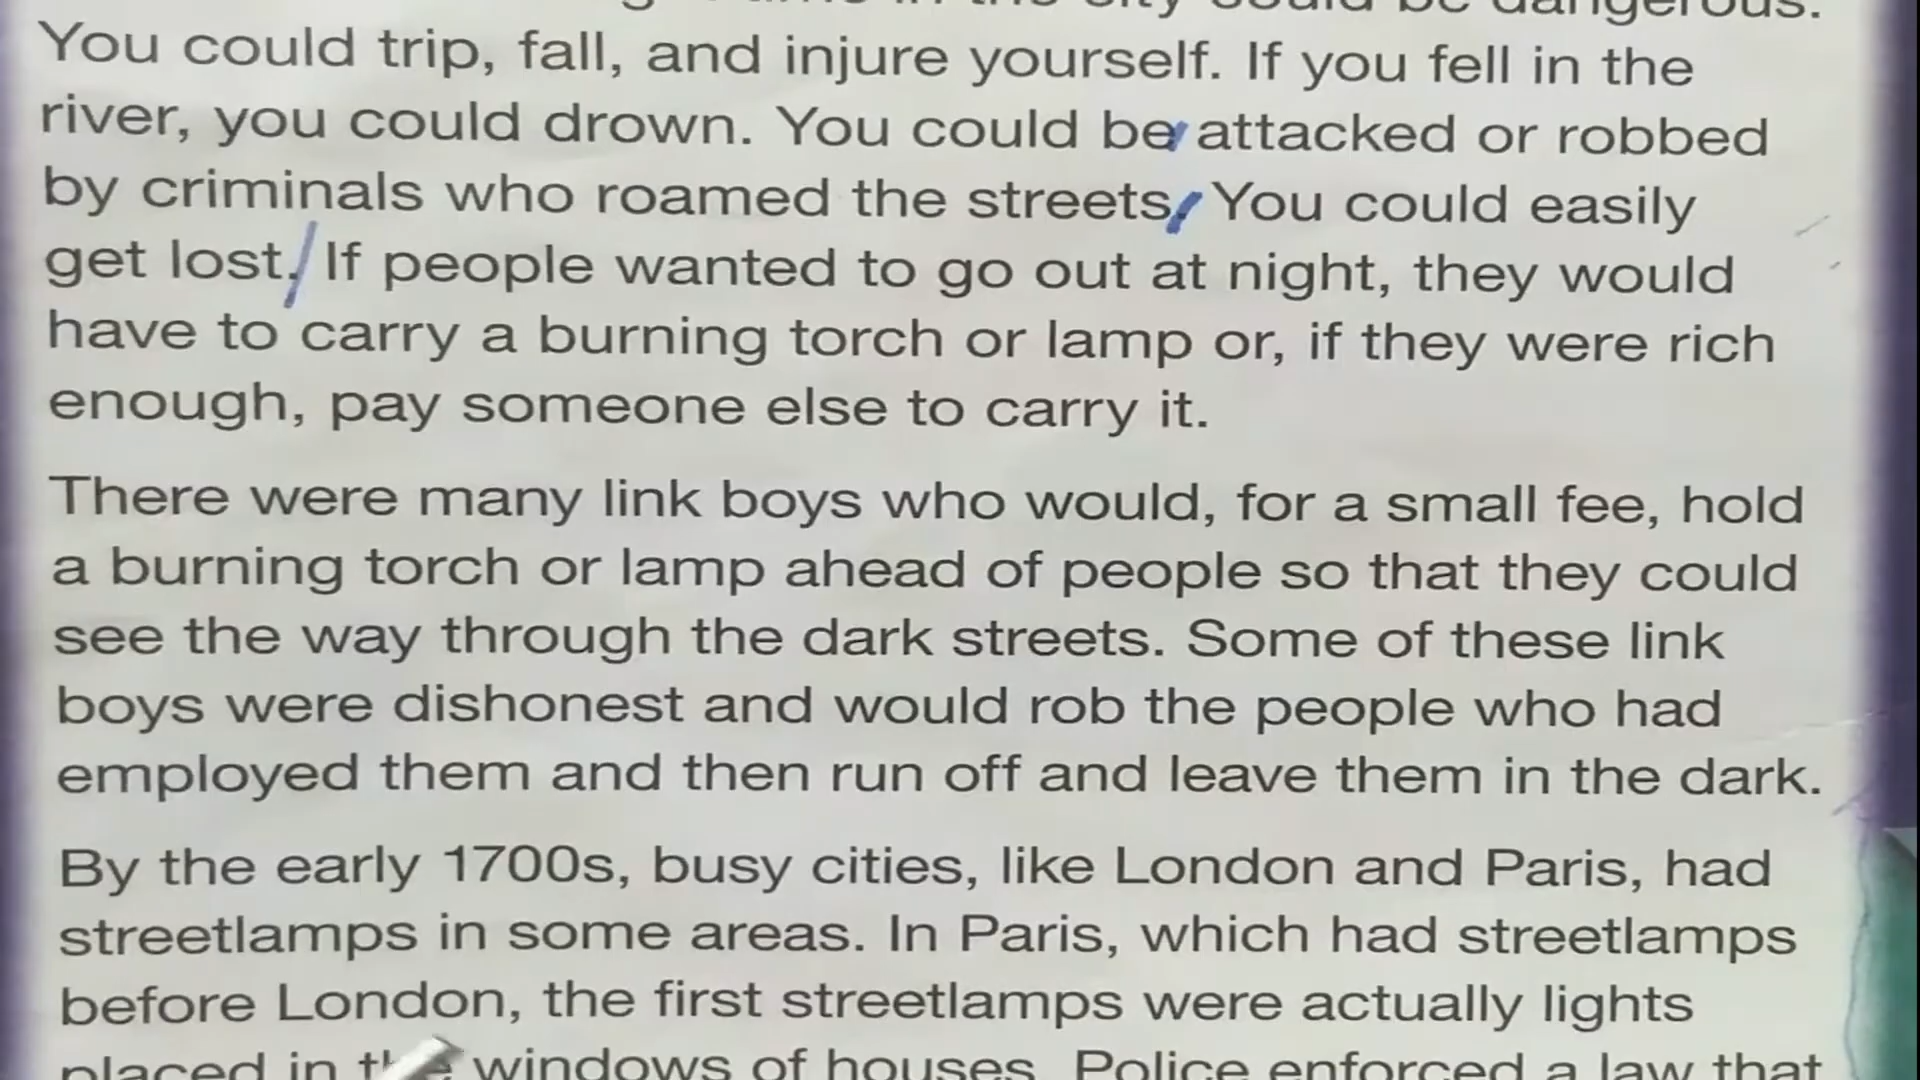 in the city could be dangerous.
You could trip, fall, and injure yourself. If you fell in the
river, you could drown. You could be attacked or robbed
by criminals who roamed the streets. You could easily
get lost. If people wanted to go out at night, they would
have to carry a burning torch or lamp or, if they were rich
enough, pay someone else to carry it.
There were many link boys who would, for a small fee, hold
a burning torch or lamp ahead of people so that they could
see the way through the dark streets. Some of these link
boys were dishonest and would rob the people who had
employed them and then run off and leave them in the dark.
By the early 1700s, busy cities, like London and Paris, had
streetlamps in some areas. In Paris, which had streetlamps
before London, the first streetlamps were actually lights
placed in the windows of houses. Police enforced a law that